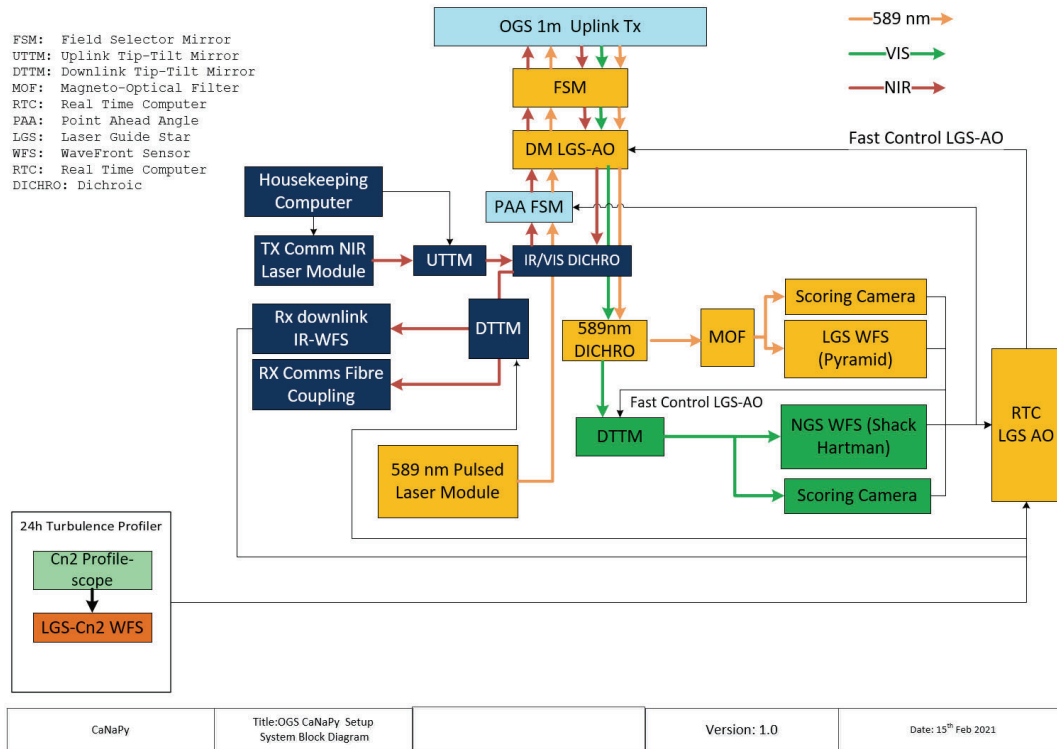 FSM: Field Selector Mirror
UTTM: Uplink Tip-Tilt Mirror
DTTM: Downlink Tip-Tilt Mirror
MOF: Magneto-Optical Filter
RTC: Real Time Computer
PAA: Point Ahead Angle
LGS: Laser Guide Star
WFS: WaveFront Sensor
RTC: Real Time Computer
DICHRO: Dichroic
OGS 1m Uplink Tx
589 nm
VIS
NIR
FSM
DM LGS-AO
Fast Control LGS-AO
Housekeeping
Computer
PAA FSM
TX Comm NIR
Laser Module
UTTM
IR/VIS DICHRO
Rx downlink
IR-WFS
DTTM
RX Comms Fibre
Coupling
589nm
DICHRO
MOF
Scoring Camera
LGS WFS
(Pyramid)
Fast Control LGS-AO
DTTM
NGS WFS (Shack
Hartman)
Scoring Camera
RTC
LGS AO
589 nm Pulsed
Laser Module
24h Turbulence Profiler
Cn2 Profile-
scope
LGS-Cn2 WFS
CaNaPy
Title:OGS CaNaPy Setup
System Block Diagram
Version: 1.0
Date: 15th Feb 2021